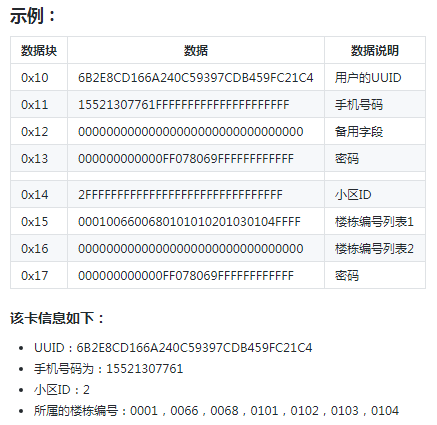 示例：
数据块 数据 数据说明
0x10 6B2E8CD166A240C59397CDB459FC21C4 用户的UUID
0x11 15521307761FFFFFFFFFFFFFFFFFFFFF 手机号码
0x12 00000000000000000000000000000000 备用字段
0x13 000000000000FF078069FFFFFFFFFFFF 密码
0x14 2FFFFFFFFFFFFFFFFFFFFFFFFFFFFFFF 小区ID
0x15 0001006600680101010201030104FFFF 楼栋编号列表1
0x16 00000000000000000000000000000000 楼栋编号列表2
0x17 000000000000FF078069FFFFFFFFFFFF 密码
该卡信息如下：
• UUID：6B2E8CD166A240C59397CDB459FC21C4
• 手机号码为：15521307761
• 小区ID：2
• 所属的楼栋编号：0001，0066，0068，0101，0102，0103，0104